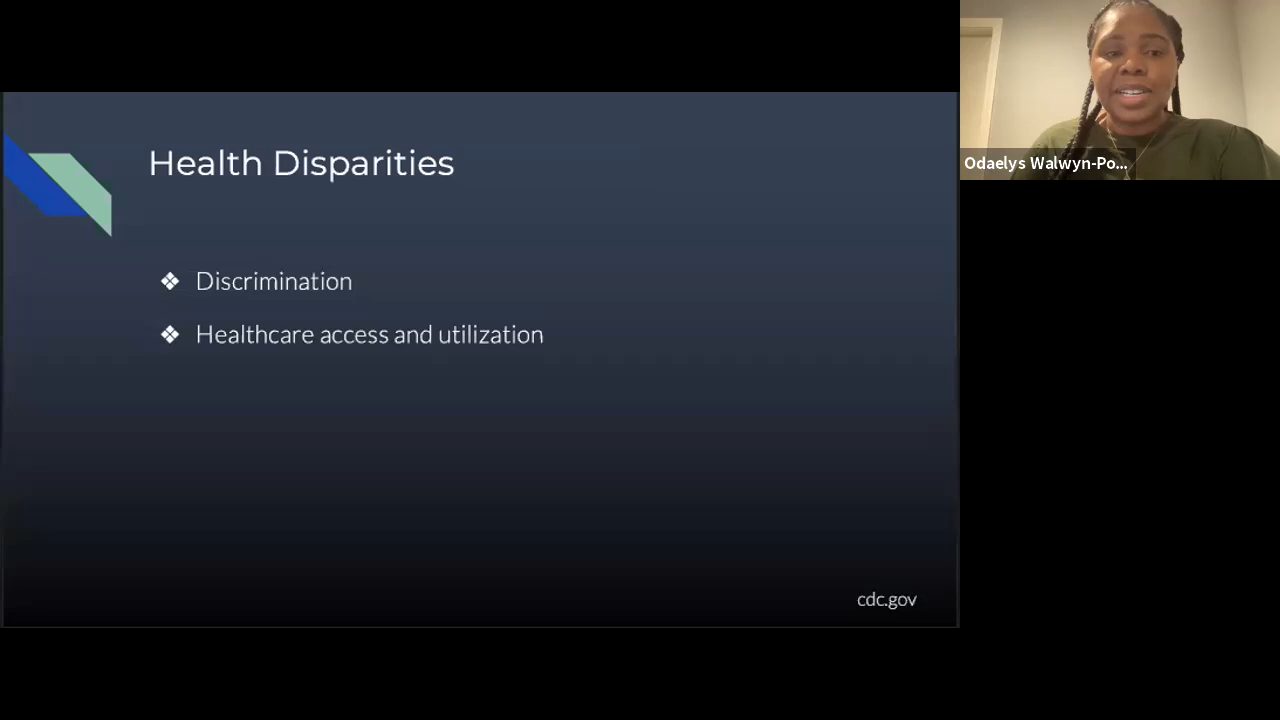 Health Disparities
❖ Discrimination
❖ Healthcare access and utilization
cdc.gov
Odaelys Walwyn-Po...